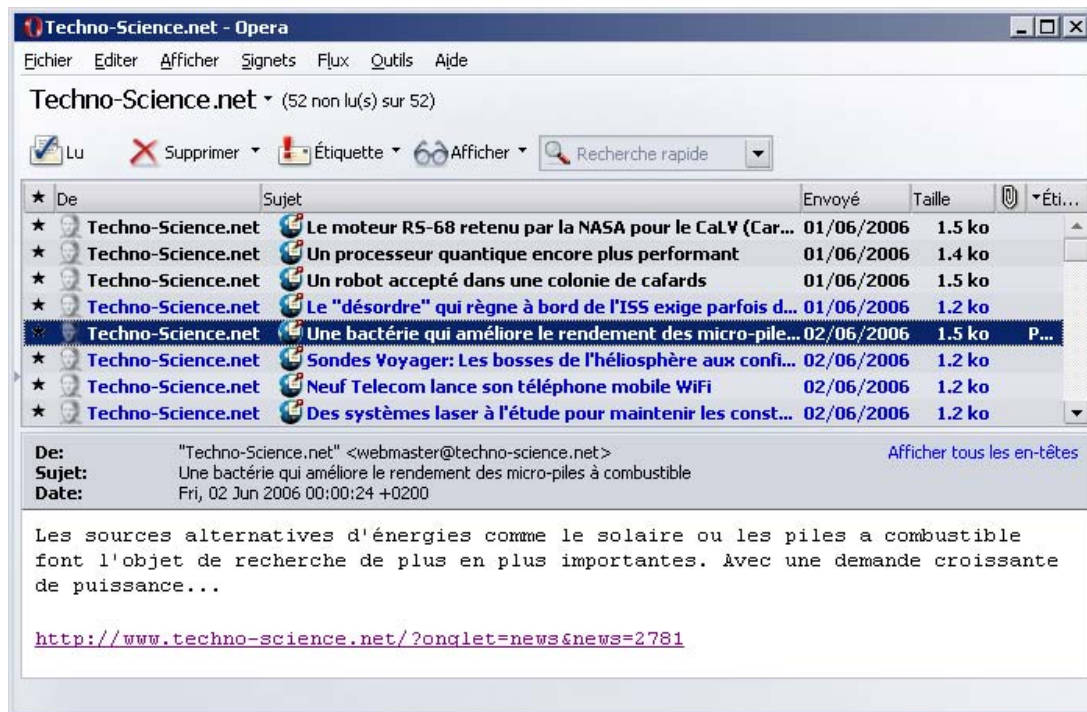 Techno-Science.net - Opera
Fichier Editer Afficher Signets Flux Outils Aide
Techno-Science.net (52 non lu(s) sur 52)
Lu Supprimer Étiquette Afficher Recherche rapide
De Sujet Envoyé Taille Éti...
Techno-Science.net Le moteur RS-68 retenu par la NASA pour le CaLV (Car... 01/06/2006 1.5 ko
Techno-Science.net Un processeur quantique encore plus performant 01/06/2006 1.4 ko
Techno-Science.net Un robot accepté dans une colonie de cafards 01/06/2006 1.5 ko
Techno-Science.net Le "désordre" qui règne à bord de l'ISS exige parfois d... 01/06/2006 1.2 ko
Techno-Science.net Une bactérie qui améliore le rendement des micro-pile... 02/06/2006 1.5 ko P...
Techno-Science.net Sondes Voyager: Les bosses de l'héliosphère aux confi... 02/06/2006 1.2 ko
Techno-Science.net Neuf Telecom lance son téléphone mobile WiFi 02/06/2006 1.2 ko
Techno-Science.net Des systèmes laser à l'étude pour maintenir les const... 02/06/2006 1.2 ko
De: "Techno-Science.net" <webmaster@techno-science.net> Afficher tous les en-têtes
Sujet: Une bactérie qui améliore le rendement des micro-piles à combustible
Date: Fri, 02 Jun 2006 00:00:24 +0200
Les sources alternatives d'énergies comme le solaire ou les piles a combustible
font l'objet de recherche de plus en plus importantes. Avec une demande croissante
de puissance...
http://www.techno-science.net/?onglet=news&news=2781